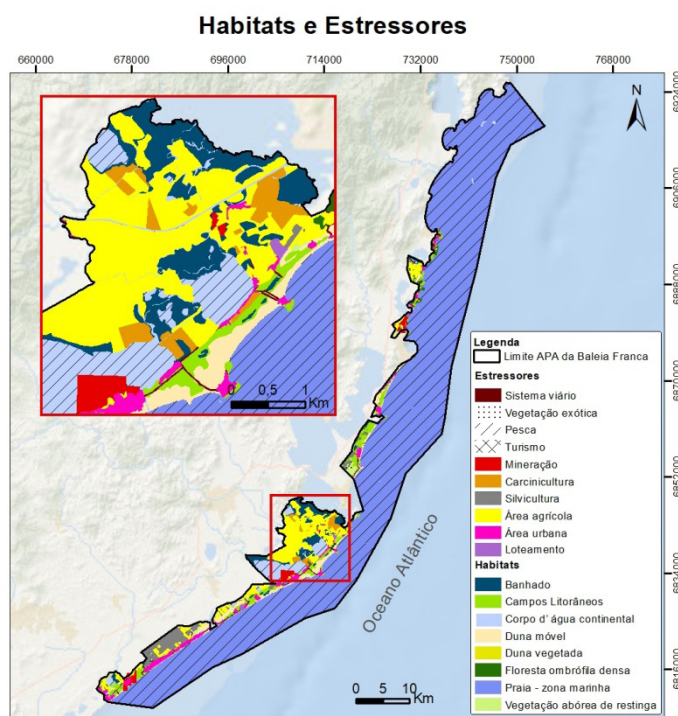 Habitats e Estressores
660000 678000 696000 714000 732000 750000 768000
N
6924000
6906000
6888000
6870000
6852000
6834000
6816000
0 0,5 1
Km
Oceano Atlântico
0 5 10
Km
Legenda
Limite APA da Baleia Franca
Estressores
Sistema viário
Vegetação exótica
Pesca
Turismo
Mineração
Carcinicultura
Silvicultura
Área agrícola
Área urbana
Loteamento
Habitats
Banhado
Campos Litorâneos
Corpo d' água continental
Duna móvel
Duna vegetada
Floresta ombrófila densa
Praia - zona marinha
Vegetação abórea de restinga